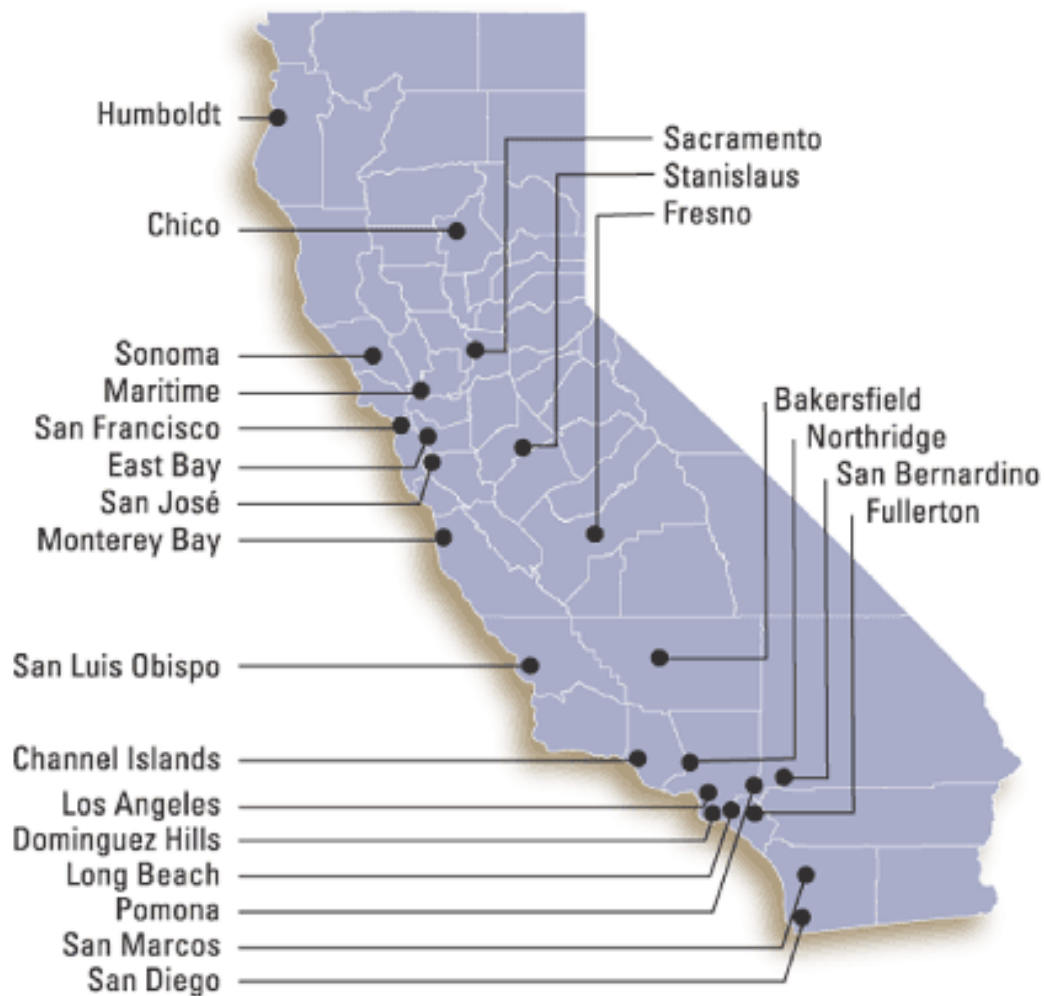 Humboldt
Chico
Sonoma
Maritime
San Francisco
East Bay
San José
Monterey Bay
San Luis Obispo
Channel Islands
Los Angeles
Dominguez Hills
Long Beach
Pomona
San Marcos
San Diego
Sacramento
Stanislaus
Fresno
Bakersfield
Northridge
San Bernardino
Fullerton